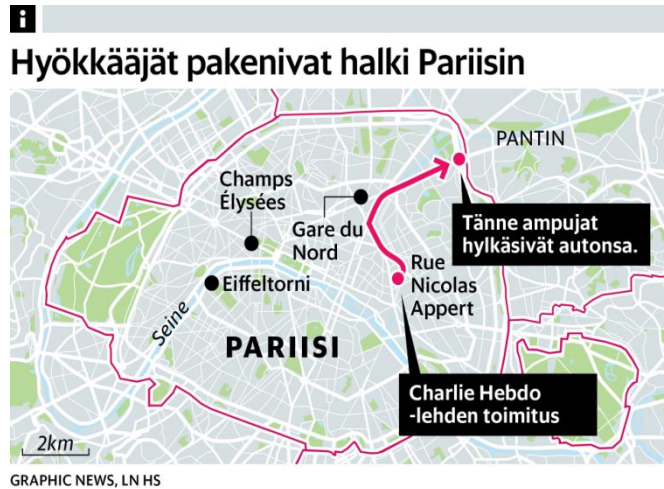 i
Hyökkääjät pakenivat halki Pariisin
PANTIN
Champs
Élysées
Gare du
Nord
Tänne ampujat
hylkäsivät autonsa.
Eiffeltorni
Rue
Nicolas
Appert
Seine
PARIISI
Charlie Hebdo
-lehden toimitus
2km
GRAPHIC NEWS, LN HS